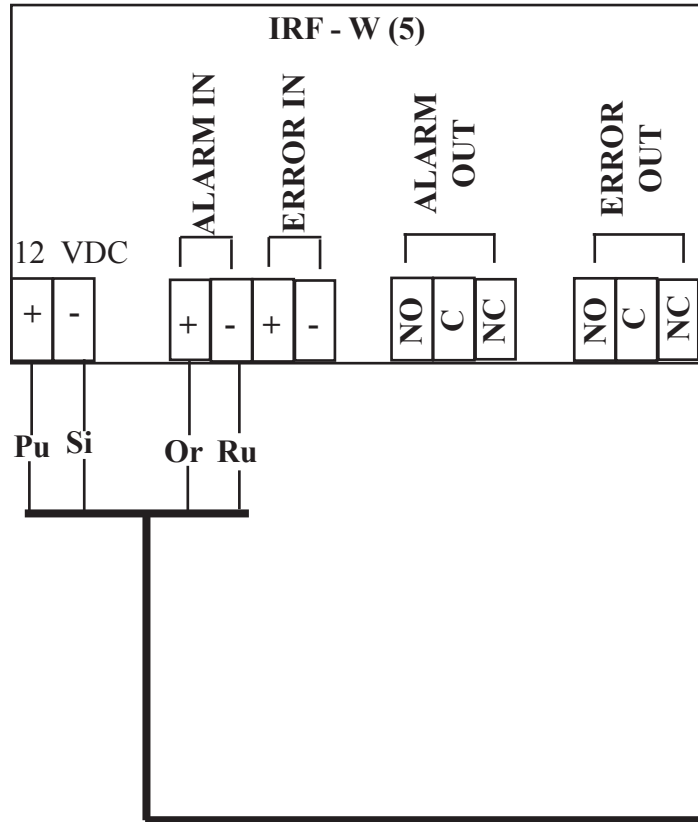 IRF - W (5)
ALARM IN
ERROR IN
ALARM
OUT
ERROR
OUT
12 VDC
+ -
+ - + -
NO C NC
NO C NC
Pu Si Or Ru